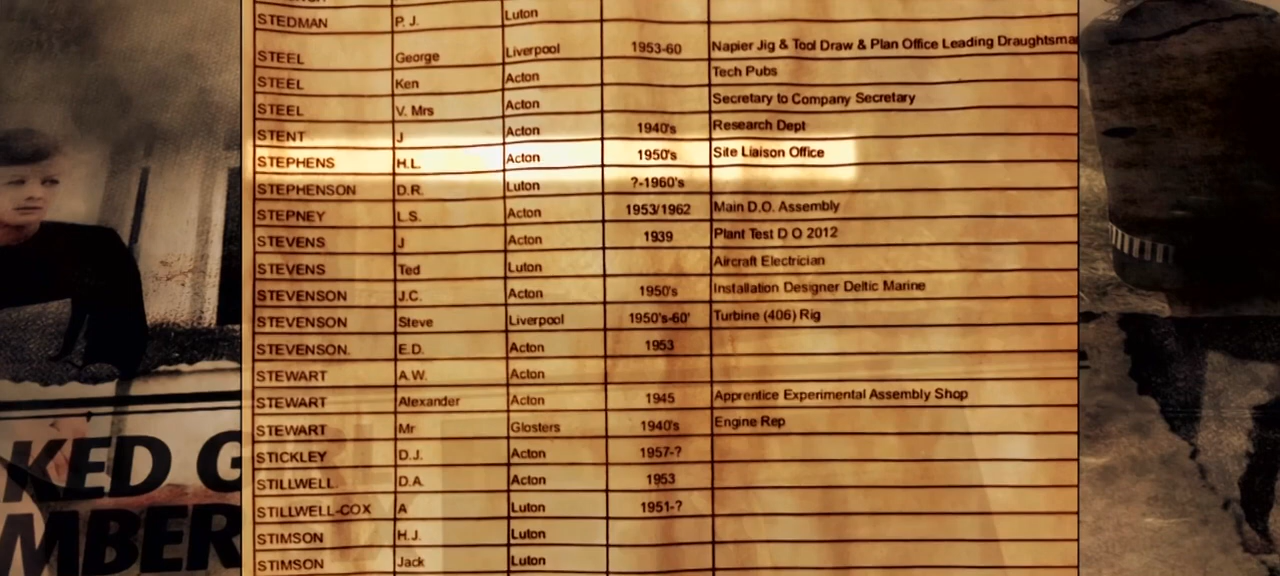 STEDMAN P. J. Luton
STEEL George Liverpool 1953-60 Napier Jig & Tool Draw & Plan Office Leading
STEEL Ken Acton Tech Pubs
STEEL V. Mrs Acton Secretary to Company Secretary
STENT J Acton 1940's Research Dept
STEPHENS H.L. Acton 1950's Site Liaison Office
STEPHENSON D.R. Luton ?-1960's
STEPNEY L.S. Acton 1953/1962 Main D.O. Assembly
STEVENS J Acton 1939 Plant Test D O 2012
STEVENS Ted Luton Aircraft Electrician
STEVENSON J.C. Acton 1950's Installation Designer Deltic Marine
STEVENSON Steve Liverpool 1950's-60' Turbine (406) Rig
STEVENSON. E.D. Acton 1953
STEWART A.W. Acton
STEWART Alexander Acton 1945 Apprentice Experimental Assembly Shop
STEWART Mr Glosters 1940's Engine Rep
STICKLEY D.J. Acton 1957-?
STILLWELL D.A. Acton 1953
STILLWELL-COX A Luton 1951-?
STIMSON H.J. Luton
STIMSON Jack Luton
KED G
MBER